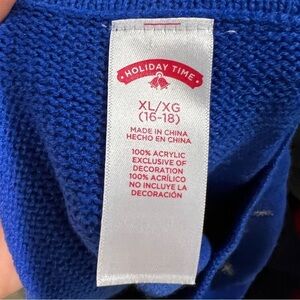 HOLIDAY TIME
XL/XG
(16-18)
MADE IN CHINA
HECHO EN CHINA
100% ACRYLIC
EXCLUSIVE OF
DECORATION
100% ACRÍLICO
NO INCLUYE LA
DECORACIÓN